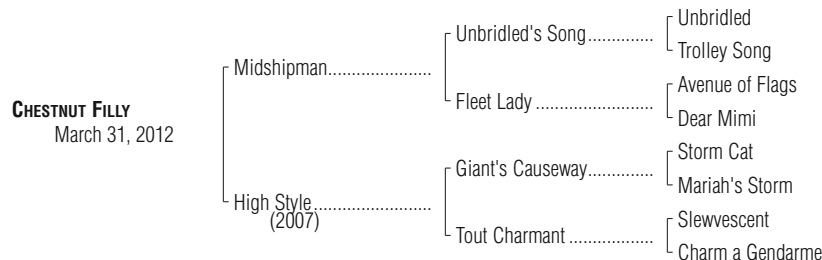 CHESTNUT FILLY
March 31, 2012
Midshipman......................
High Style.........................
(2007)
Unbridled's Song..............
Fleet Lady ........................
Giant's Causeway..............
Tout Charmant .................
Unbridled
Trolley Song
Avenue of Flags
Dear Mimi
Storm Cat
Mariah's Storm
Slewvescent
Charm a Gendarme